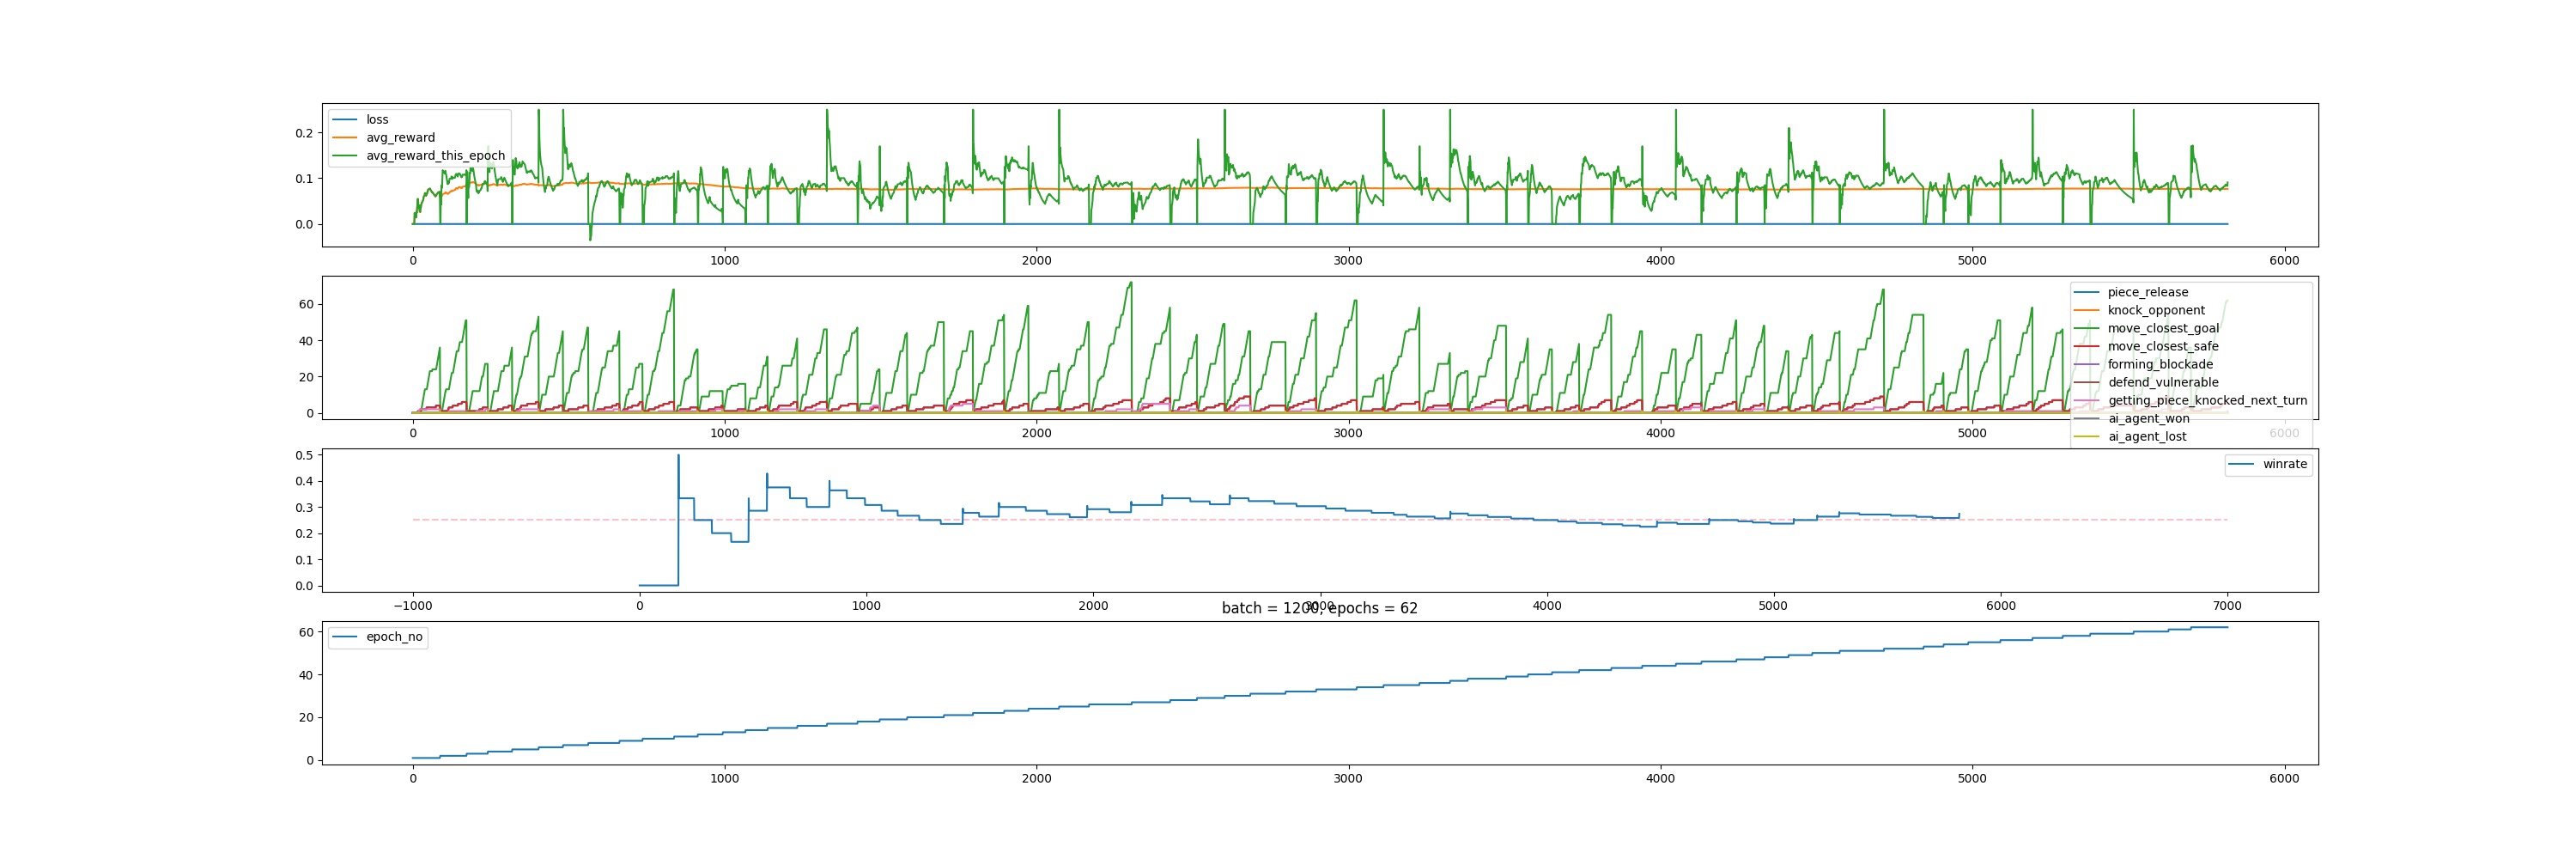 loss
avg_reward
avg_reward_this_epoch
0.2
0.1
0.0
0 1000 2000 3000 4000 5000 6000
piece_release
knock_opponent
move_closest_goal
move_closest_safe
forming_blockade
defend_vulnerable
getting_piece_knocked_next_turn
ai_agent_won
ai_agent_lost
60
40
20
0
0 1000 2000 3000 4000 5000 6000
winrate
0.5
0.4
0.3
0.2
0.1
0.0
−1000 0 1000 2000 3000 4000 5000 6000 7000
batch = 1200, epochs = 62
epoch_no
60
40
20
0
0 1000 2000 3000 4000 5000 6000